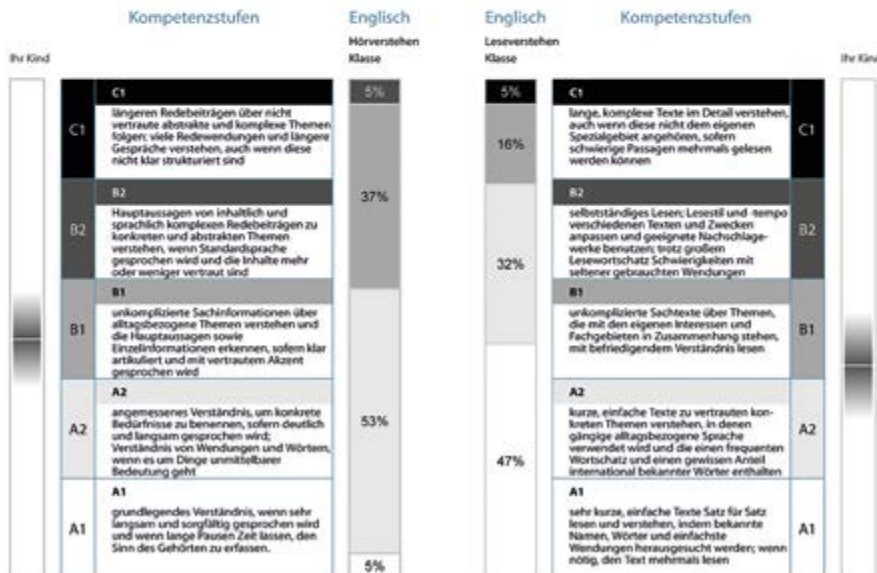 Kompetenzstufen
Englisch
Hörverstehen
Klasse
Ihr Kind
C1
C1
längeren Redebeiträgen über nicht
vertraute abstrakte und komplexe Themen
folgen; viele Redewendungen und längere
Gespräche verstehen, auch wenn diese
nicht klar strukturiert sind
B2
B2
Hauptaussagen von inhaltlich und
sprachlich komplexen Redebeiträgen zu
konkreten und abstrakten Themen
verstehen, wenn Standardsprache
gesprochen wird und die Inhalte mehr
oder weniger vertraut sind
B1
B1
unkomplizierte Sachinformationen über
alltagsbezogene Themen verstehen und
die Hauptaussagen sowie
Einzelinformationen erkennen, sofern klar
artikuliert und mit vertrautem Akzent
gesprochen wird
A2
A2
angemessenes Verständnis, um konkrete
Bedürfnisse zu benennen, sofern deutlich
und langsam gesprochen wird;
Verständnis von Wendungen und Wörtern,
wenn es um Dinge unmittelbarer
Bedeutung geht
A1
A1
grundlegendes Verständnis, wenn sehr
langsam und sorgfältig gesprochen wird
und wenn lange Pausen Zeit lassen, den
Sinn des Gehörten zu erfassen.
5%
37%
53%
5%
Englisch
Kompetenzstufen
Leseverstehen
Klasse
Ihr Kind
5%
16%
32%
47%
C1
lange, komplexe Texte im Detail verstehen,
auch wenn diese nicht dem eigenen
Spezialgebiet angehören, sofern
schwierige Passagen mehrmals gelesen
werden können
C1
B2
selbstständiges Lesen; Lesestil und -tempo
verschiedenen Texten und Zwecken
anpassen und geeignete Nachschlage-
werke benutzen; trotz großem
Lesewortschatz Schwierigkeiten mit
seltener gebrauchten Wendungen
B2
B1
unkomplizierte Sachtexte über Themen,
die mit den eigenen Interessen und
Fachgebieten in Zusammenhang stehen,
mit befriedigendem Verständnis lesen
B1
A2
kurze, einfache Texte zu vertrauten kon-
kreten Themen verstehen, in denen
gängige alltagsbezogene Sprache
verwendet wird und die einen frequenten
Wortschatz und einen gewissen Anteil
international bekannter Wörter enthalten
A2
A1
sehr kurze, einfache Texte Satz für Satz
lesen und verstehen, indem bekannte
Namen, Wörter und einfachste
Wendungen herausgesucht werden; wenn
nötig, den Text mehrmals lesen
A1